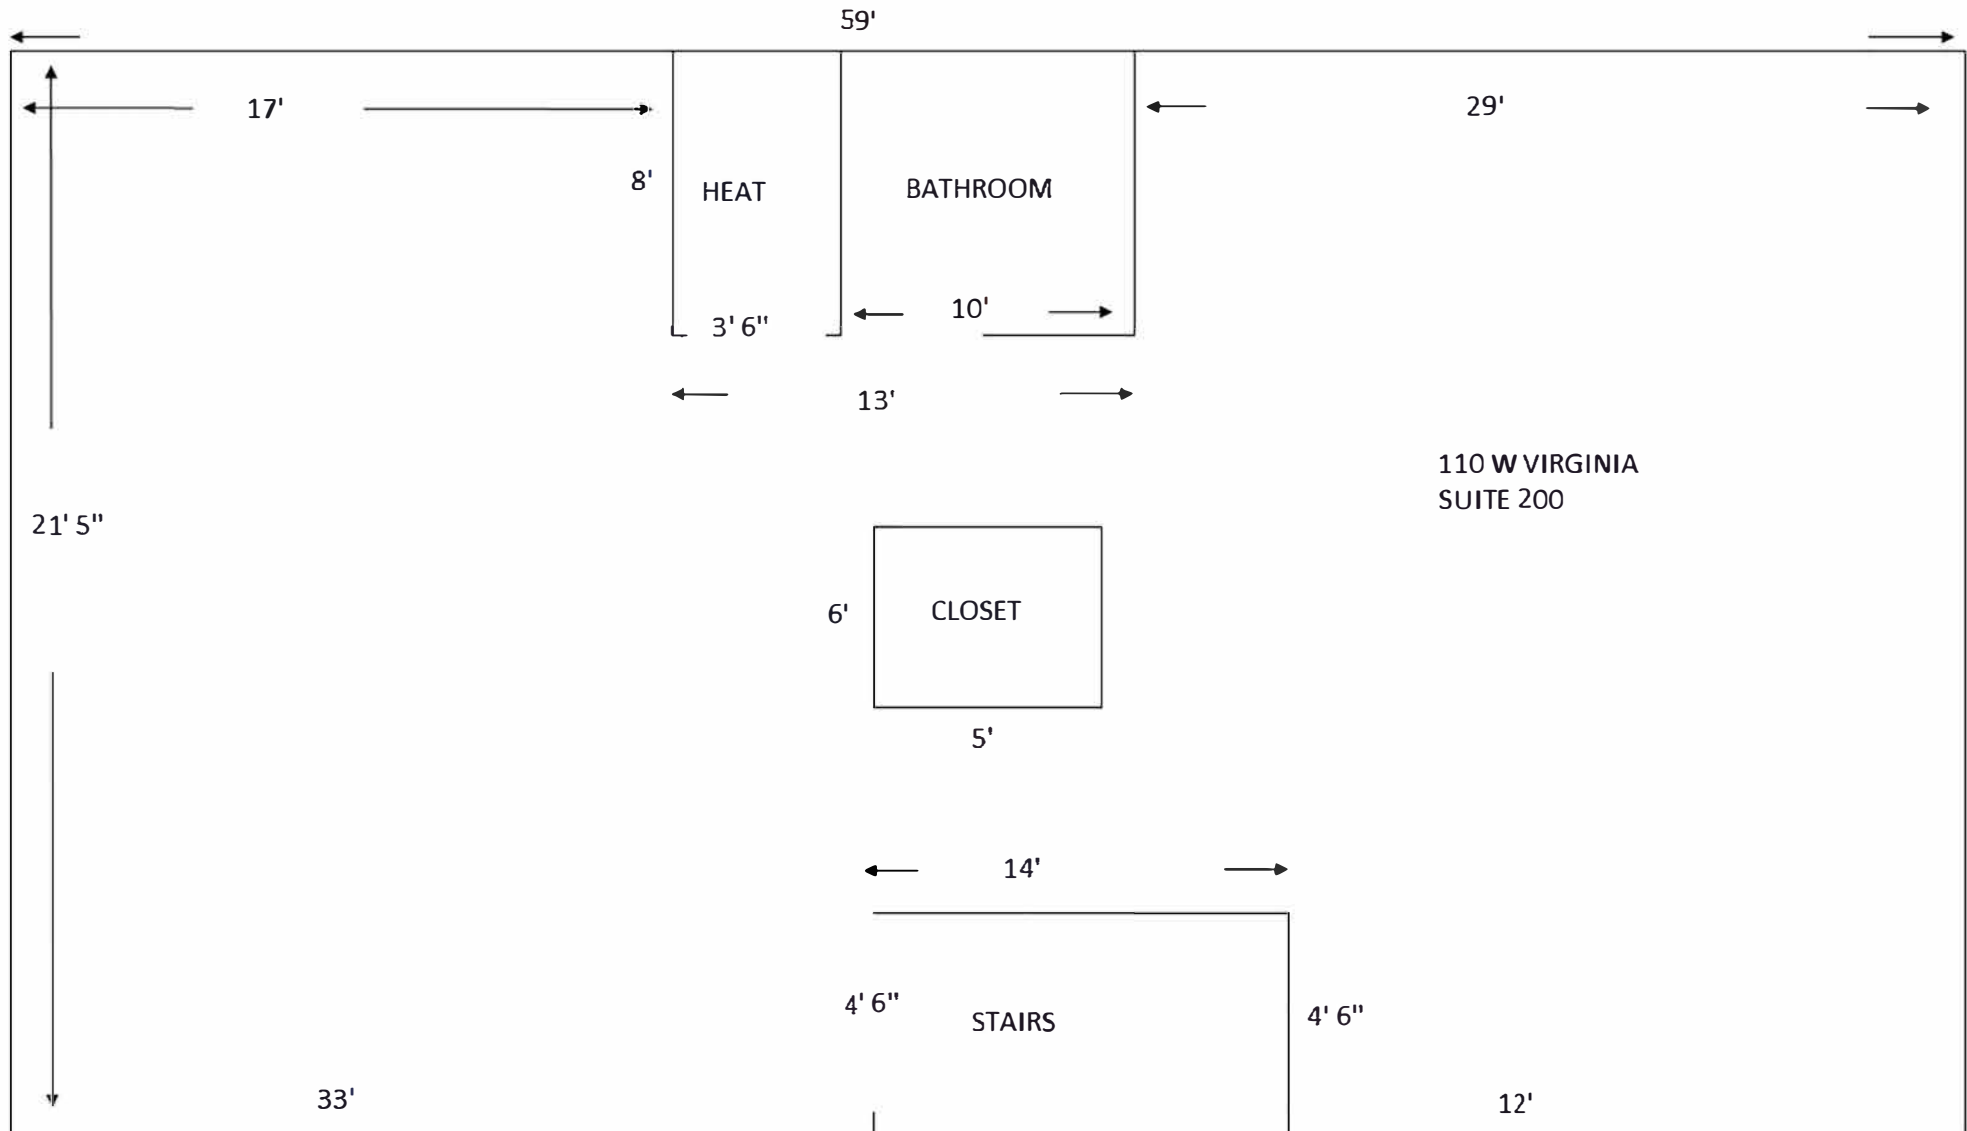 59'
17'
29'
8'
HEAT
BATHROOM
3' 6"
10'
13'
110 W VIRGINIA
SUITE 200
21' 5"
6'
CLOSET
5'
14'
4' 6"
STAIRS
4' 6"
33'
12'